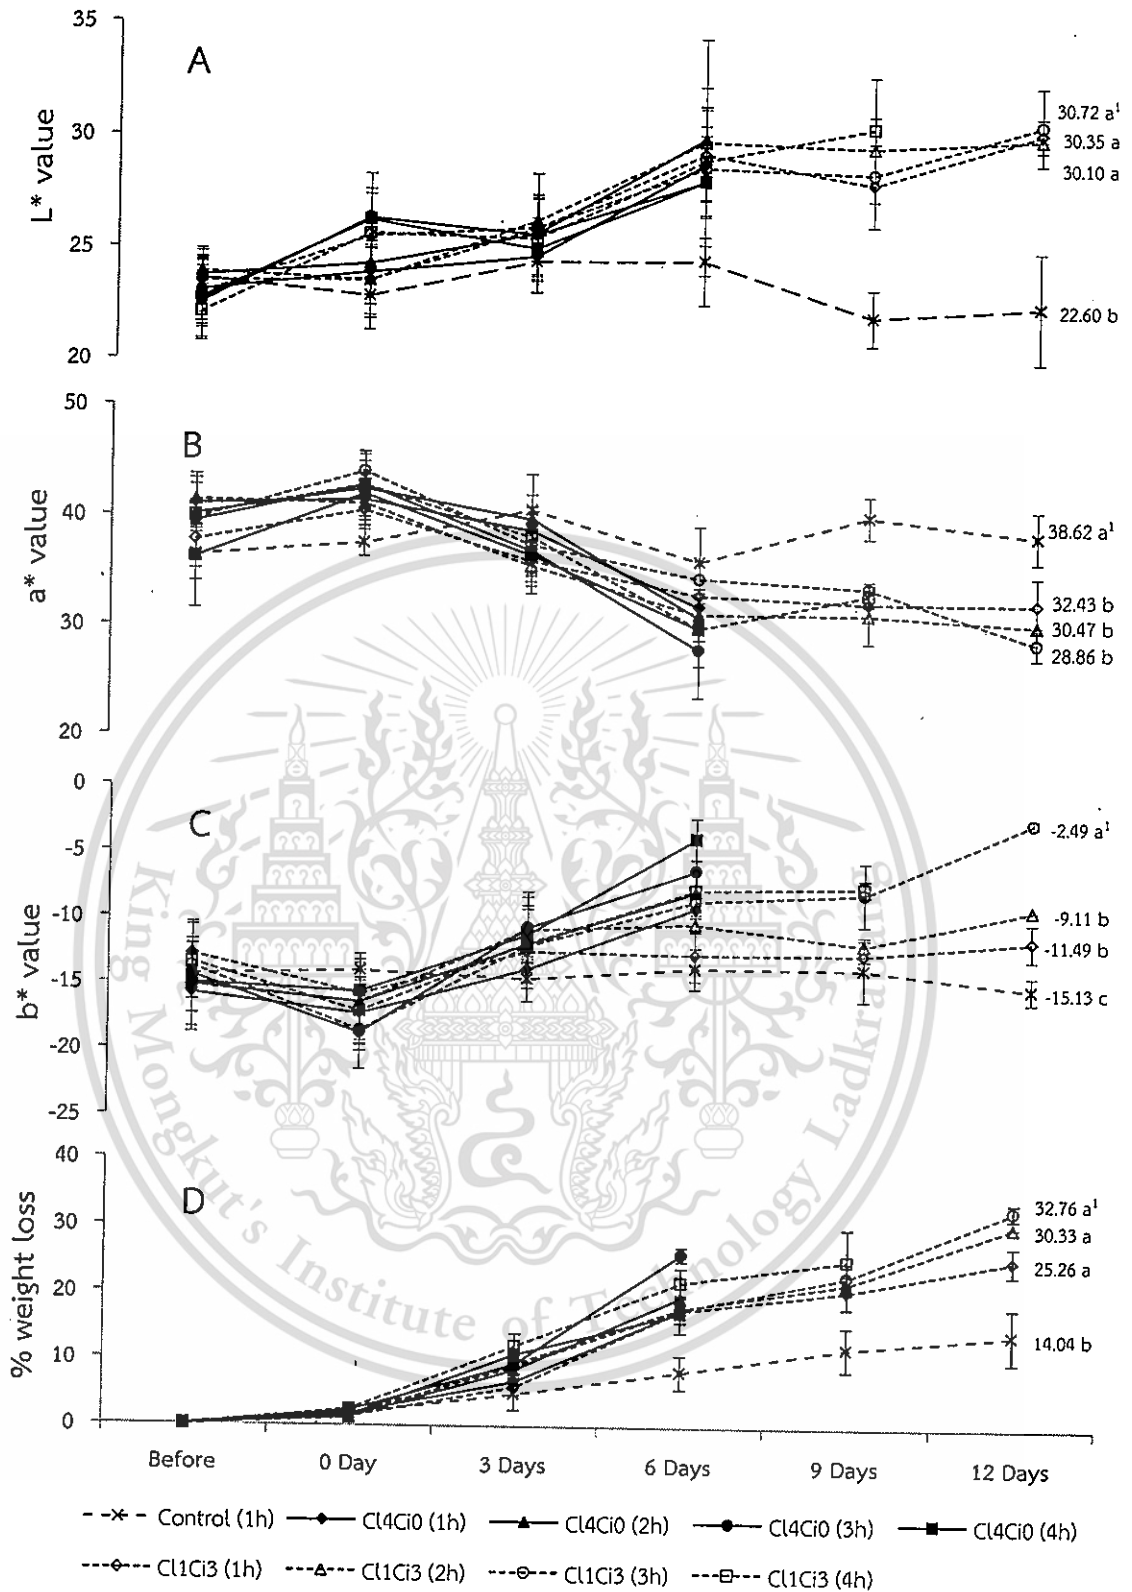 35
30
25
20
L* value
A
30.72 a¹
30.35 a
30.10 a
22.60 b
50
40
30
20
a* value
B
38.62 a¹
32.43 b
30.47 b
28.86 b
0
-5
-10
-15
-20
-25
b* value
C
-2.49 a¹
-9.11 b
-11.49 b
-15.13 c
40
30
20
10
0
% weight loss
D
32.76 a¹
30.33 a
25.26 a
14.04 b
Before 0 Day 3 Days 6 Days 9 Days 12 Days
Control (1h) Cl4Ci0 (1h) Cl4Ci0 (2h) Cl4Ci0 (3h) Cl4Ci0 (4h)
Cl1Ci3 (1h) Cl1Ci3 (2h) Cl1Ci3 (3h) Cl1Ci3 (4h)
King Mongkut's Institute of Technology Ladkrabang